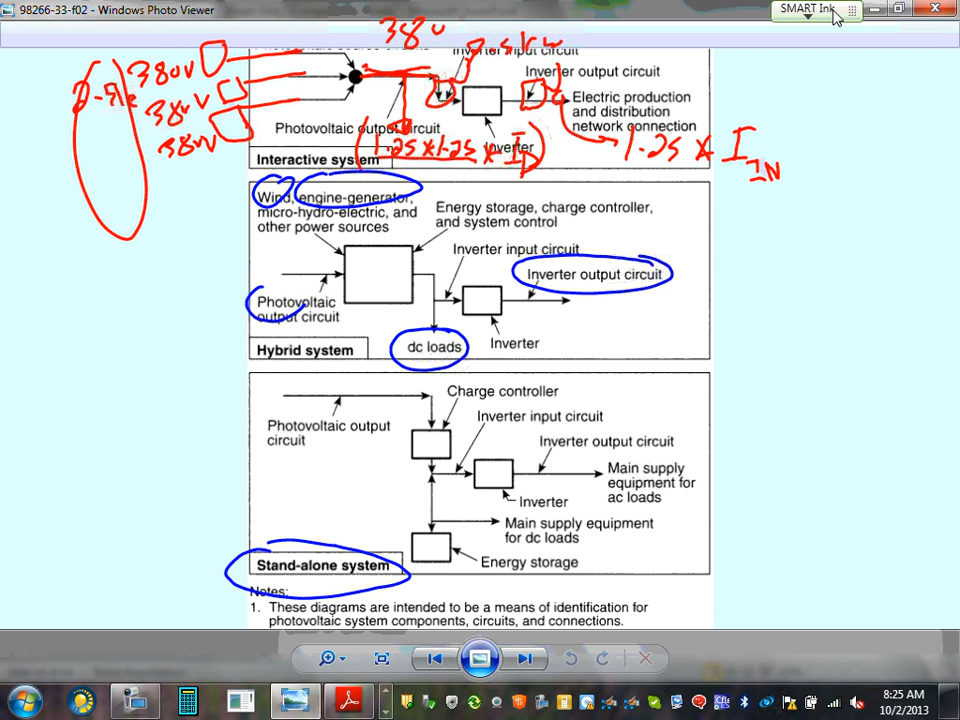 98266-33-f02 - Windows Photo Viewer
SMART Ink
38v
Inverter input circuit
Inverter output circuit
380V
38vV
38vV
Electric production
and distribution
network connection
Photovoltaic output circuit
Inverter
(1.25 * 1.25 * I
1.25 * I
IN
Interactive system
Wind, engine-generator,
micro-hydro-electric, and
other power sources
Energy storage, charge controller,
and system control
Inverter input circuit
Inverter output circuit
Photovoltaic
output circuit
dc loads
Inverter
Hybrid system
Charge controller
Inverter input circuit
Photovoltaic output
circuit
Inverter output circuit
Main supply
equipment for
ac loads
Inverter
Main supply equipment
for dc loads
Energy storage
Stand-alone system
Notes:
1. These diagrams are intended to be a means of identification for
photovoltaic system components, circuits, and connections.
8:25 AM
10/2/2013